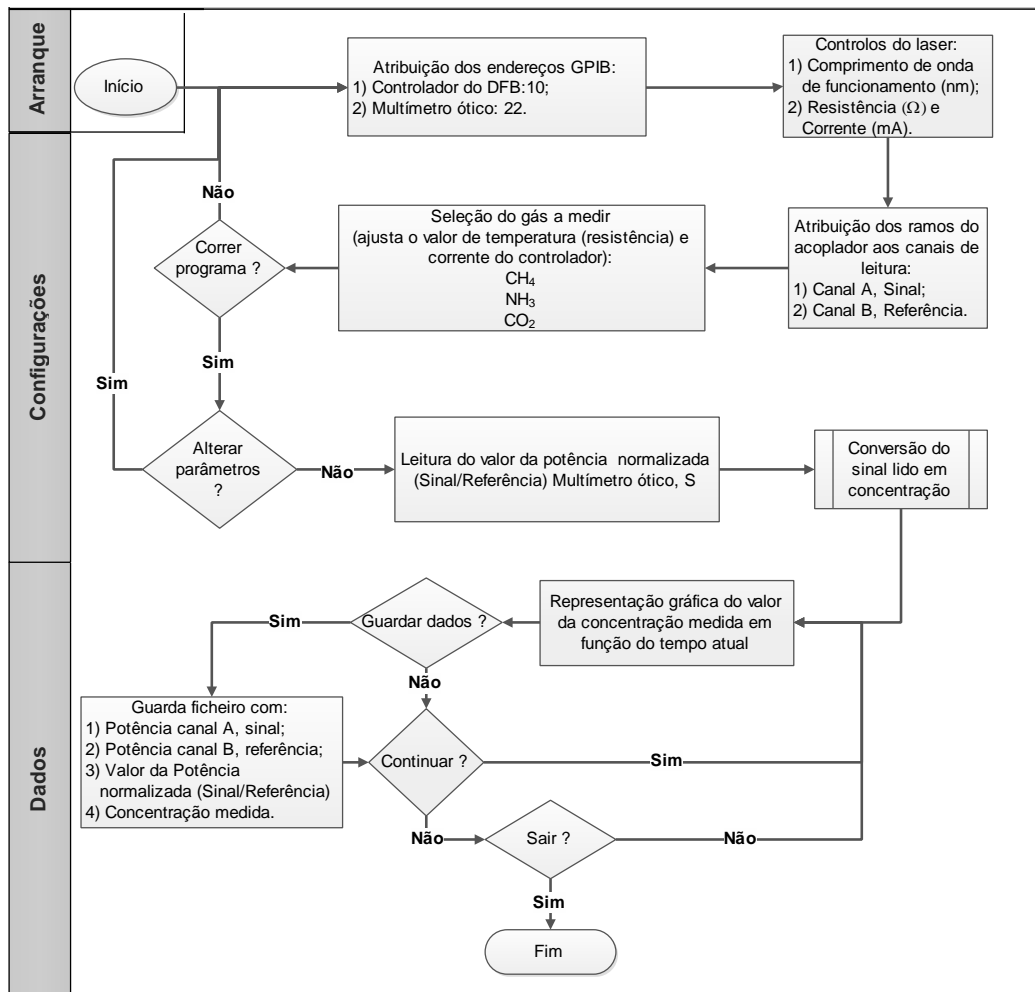 Arranque
Início
Atribuição dos endereços GPIB:
1) Controlador do DFB:10;
2) Multímetro ótico: 22.
Controlos do laser:
1) Comprimento de onda
de funcionamento (nm);
2) Resistência (Ω) e
Corrente (mA).
Configurações
Não
Correr
programa ?
Seleção do gás a medir
(ajusta o valor de temperatura (resistência) e
corrente do controlador):
CH₄
NH₃
CO₂
Atribuição dos ramos do
acoplador aos canais de
leitura:
1) Canal A, Sinal;
2) Canal B, Referência.
Sim
Sim
Alterar
parâmetros
?
Não
Leitura do valor da potência normalizada
(Sinal/Referência) Multímetro ótico, S
Conversão do
sinal lido em
concentração
Dados
Sim
Guardar dados ?
Representação gráfica do valor
da concentração medida em
função do tempo atual
Não
Guarda ficheiro com:
1) Potência canal A, sinal;
2) Potência canal B, referência;
3) Valor da Potência
normalizada (Sinal/Referência)
4) Concentração medida.
Continuar ?
Sim
Não
Sair ?
Não
Sim
Fim